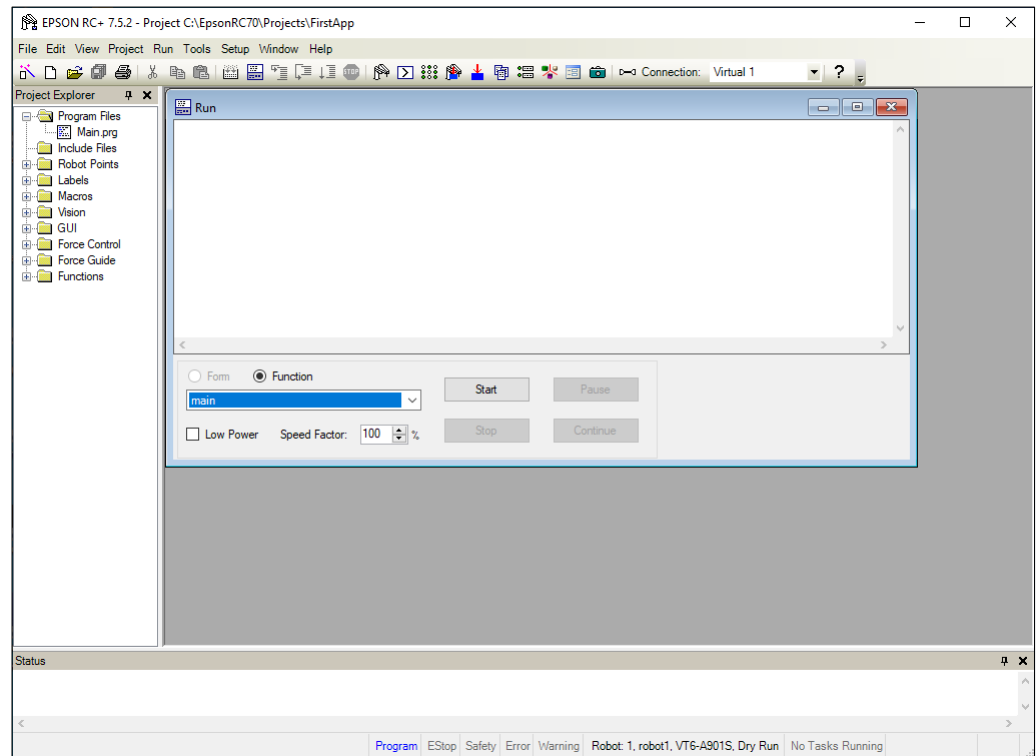 EPSON RC+ 7.5.2 - Project C:\EpsonRC70\Projects\FirstApp
File Edit View Project Run Tools Setup Window Help
Connection: Virtual 1
Project Explorer
Program Files
Main.prg
Include Files
Robot Points
Labels
Macros
Vision
GUI
Force Control
Force Guide
Functions
Run
Form Function
main
Start Pause
Low Power Speed Factor: 100 %
Stop Continue
Status
Program EStop Safety Error Warning Robot: 1, robot1, VT6-A901S, Dry Run No Tasks Running